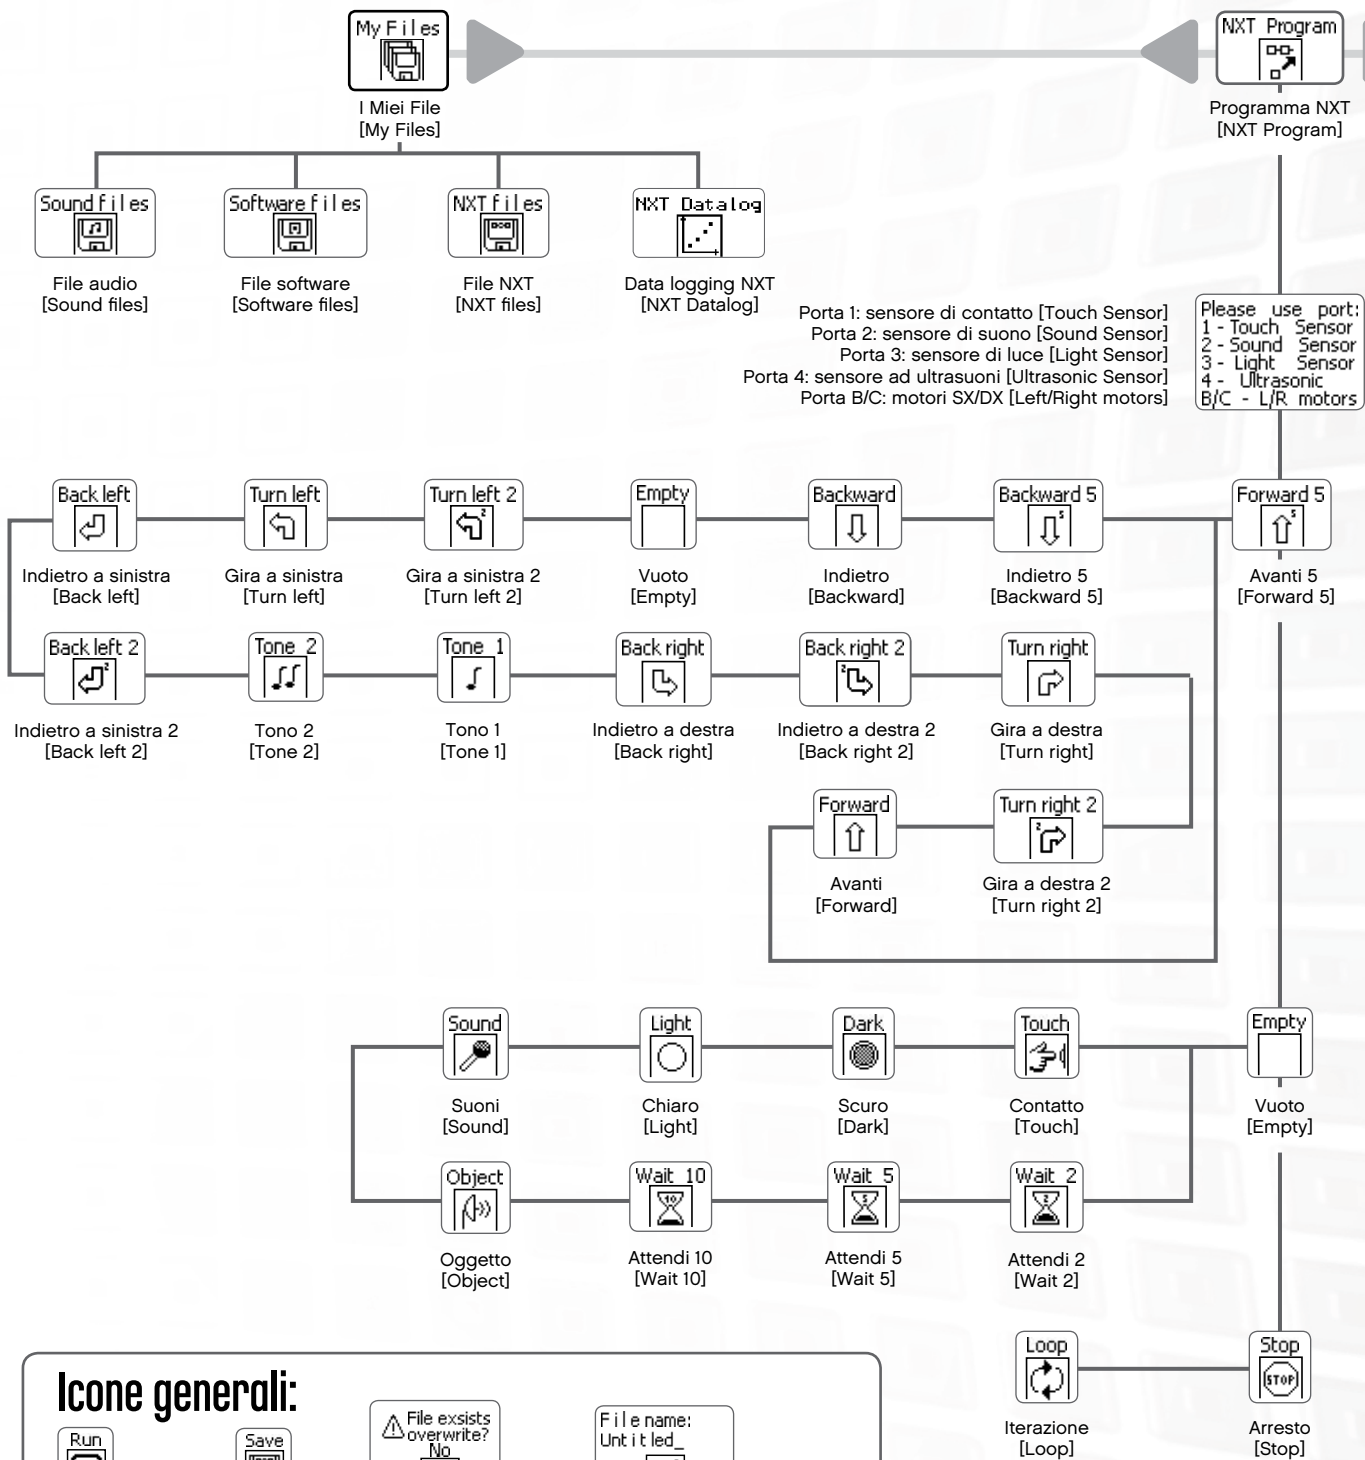 My Files
NXT Program
I Miei File
[My Files]
Programma NXT
[NXT Program]
Sound files
Software files
NXT files
NXT Datalog
File audio
[Sound files]
File software
[Software files]
File NXT
[NXT files]
Data logging NXT
[NXT Datalog]
Porta 1: sensore di contatto [Touch Sensor]
Porta 2: sensore di suono [Sound Sensor]
Porta 3: sensore di luce [Light Sensor]
Porta 4: sensore ad ultrasuoni [Ultrasonic Sensor]
Porta B/C: motori SX/DX [Left/Right motors]
Please use port:
1 - Touch Sensor
2 - Sound Sensor
3 - Light Sensor
4 - Ultrasonic
B/C - L/R motors
Back left
Turn left
Turn left 2
2
Empty
Backward
Backward 5
5
Forward 5
5
Indietro a sinistra
[Back left]
Gira a sinistra
[Turn left]
Gira a sinistra 2
[Turn left 2]
Vuoto
[Empty]
Indietro
[Backward]
Indietro 5
[Backward 5]
Avanti 5
[Forward 5]
Back left 2
2
Tone 2
Tone 1
Back right
Back right 2
2
Turn right
Indietro a sinistra 2
[Back left 2]
Tono 2
[Tone 2]
Tono 1
[Tone 1]
Indietro a destra
[Back right]
Indietro a destra 2
[Back right 2]
Gira a destra
[Turn right]
Forward
Turn right 2
2
Avanti
[Forward]
Gira a destra 2
[Turn right 2]
Sound
Light
Dark
Touch
Empty
Suoni
[Sound]
Chiaro
[Light]
Scuro
[Dark]
Contatto
[Touch]
Vuoto
[Empty]
Object
Wait 10
10
Wait 5
5
Wait 2
2
Oggetto
[Object]
Attendi 10
[Wait 10]
Attendi 5
[Wait 5]
Attendi 2
[Wait 2]
Loop
Stop
STOP
Iterazione
[Loop]
Arresto
[Stop]
Icone generali:
Run
Save
File exsists
overwrite?
No
File name:
Untitled_